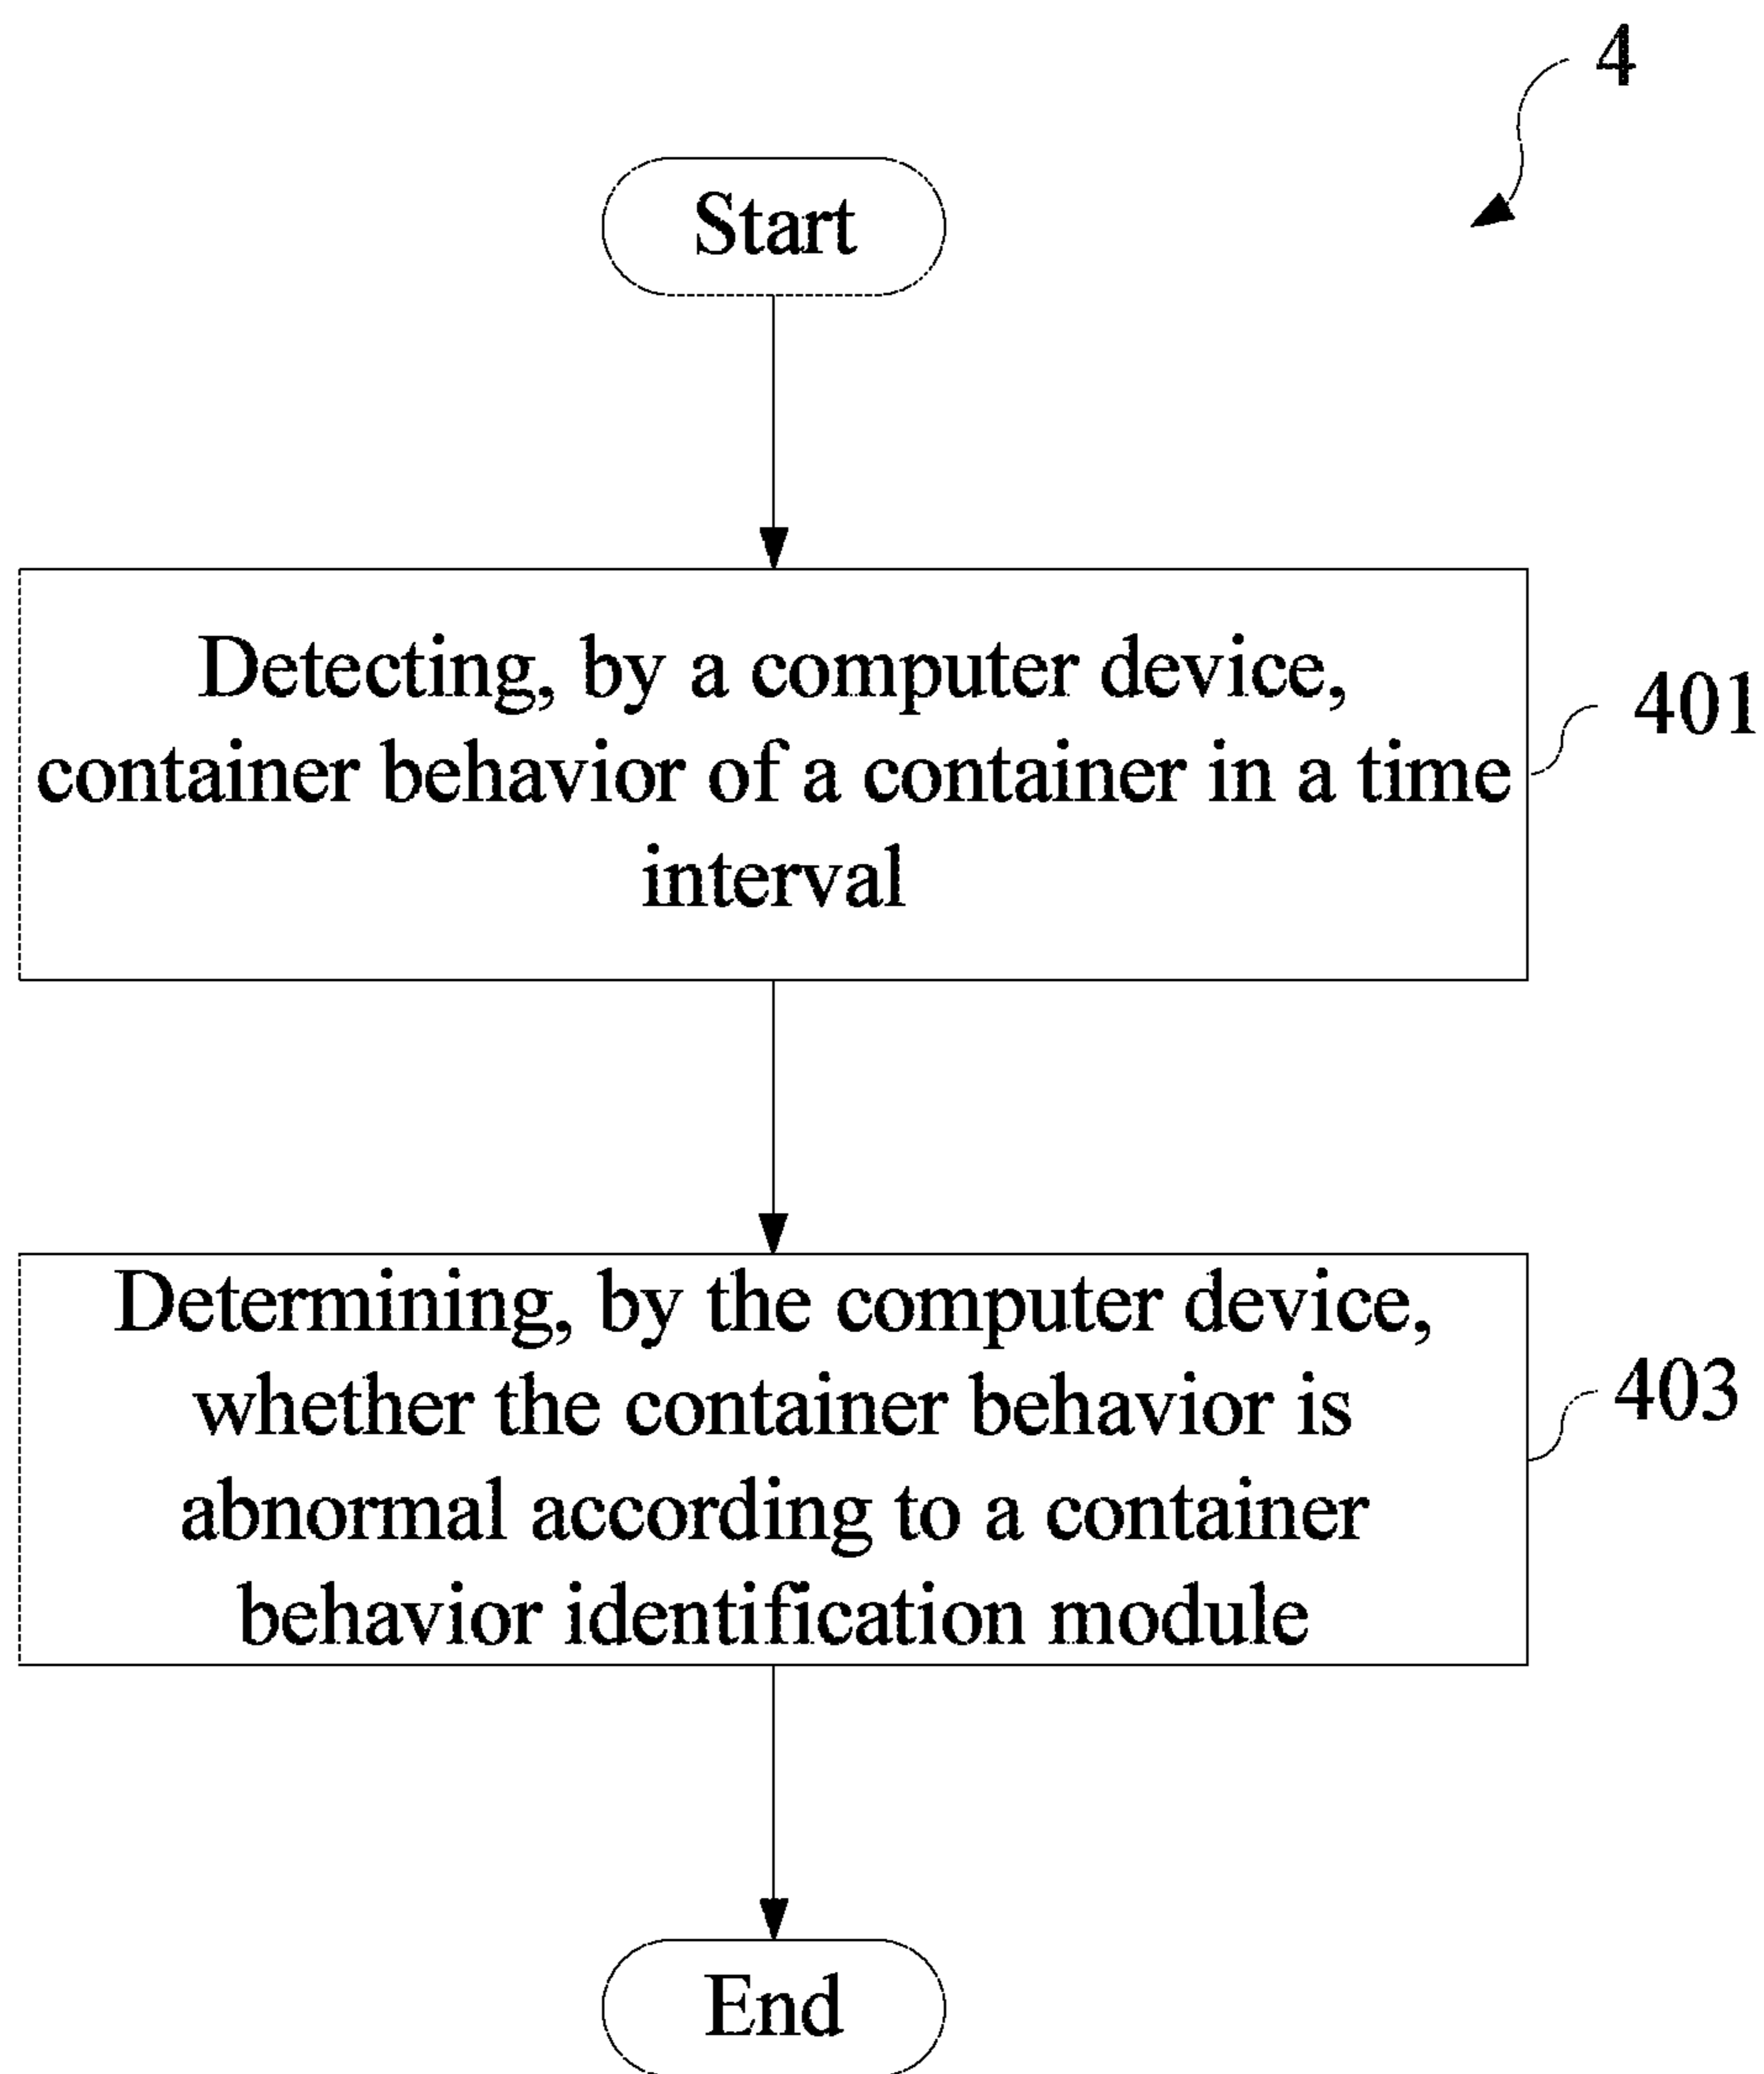 4
Start
Detecting, by a computer device,
container behavior of a container in a time
interval
401
Determining, by the computer device,
whether the container behavior is
abnormal according to a container
behavior identification module
403
End